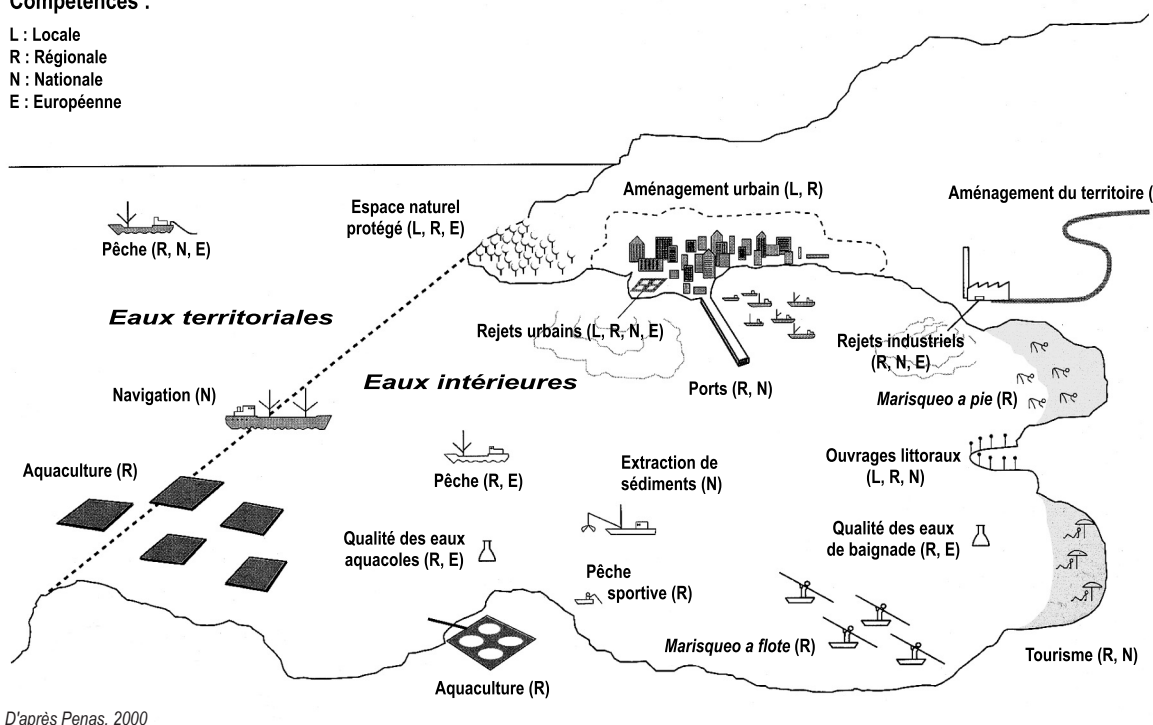 Compétences :
L : Locale
R : Régionale
N : Nationale
E : Européenne
Aménagement urbain (L, R)
Aménagement du territoire (
Espace naturel
protégé (L, R, E)
Pêche (R, N, E)
Eaux territoriales
Rejets urbains (L, R, N, E)
Rejets industriels
(R, N, E)
Eaux intérieures
Ports (R, N)
Navigation (N)
Marisqueo a pie (R)
Aquaculture (R)
Pêche (R, E)
Extraction de
sédiments (N)
Ouvrages littoraux
(L, R, N)
Qualité des eaux
aquacoles (R, E)
Qualité des eaux
de baignade (R, E)
Pêche
sportive (R)
Marisqueo a flote (R)
Tourisme (R, N)
Aquaculture (R)
D'après Penas, 2000